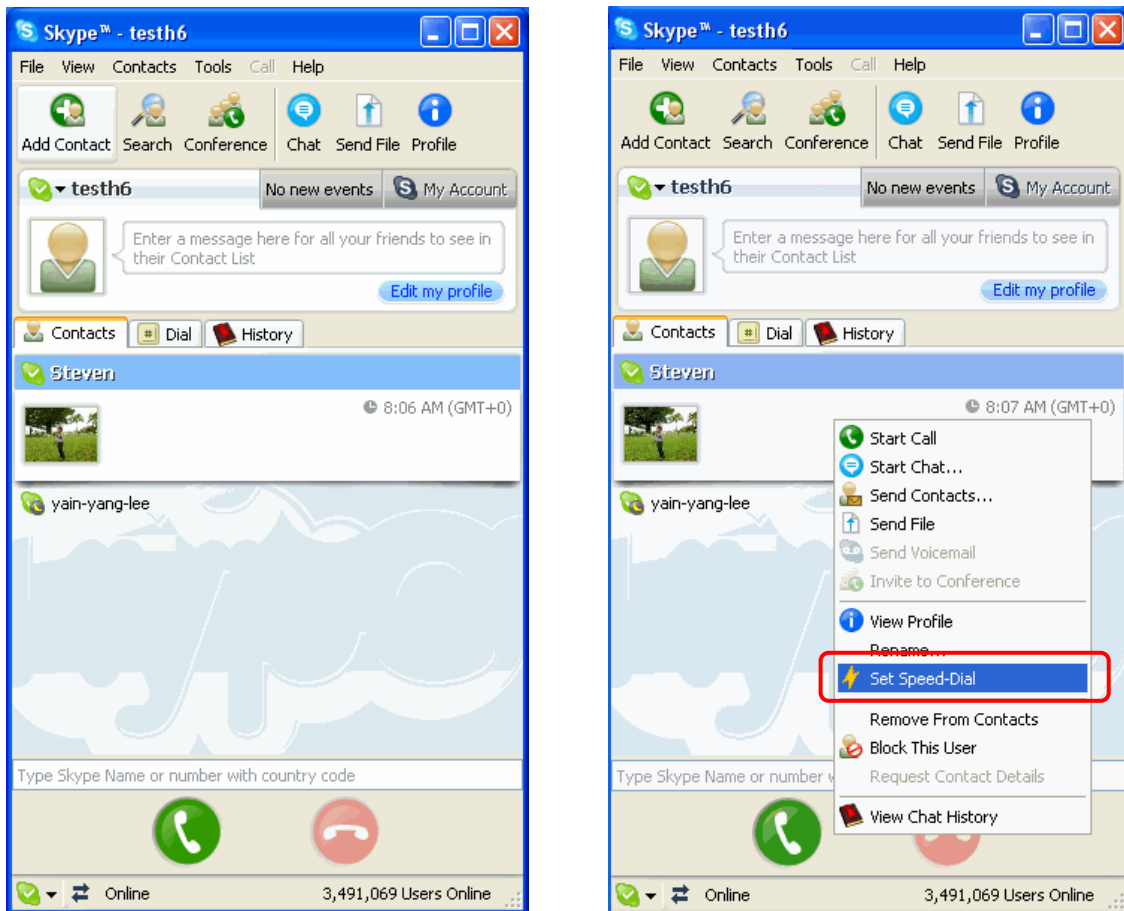 Skype™ - testh6
File View Contacts Tools Call Help
Add Contact Search Conference Chat Send File Profile
testh6 No new events My Account
Enter a message here for all your friends to see in
their Contact List
Edit my profile
Contacts Dial History
Steven
8:06 AM (GMT+0)
yain-yang-lee
Type Skype Name or number with country code
Online 3,491,069 Users Online
Skype™ - testh6
File View Contacts Tools Call Help
Add Contact Search Conference Chat Send File Profile
testh6 No new events My Account
Enter a message here for all your friends to see in
their Contact List
Edit my profile
Contacts Dial History
Steven
8:07 AM (GMT+0)
yain-yang-lee
Start Call
Start Chat...
Send Contacts...
Send File
Send Voicemail
Invite to Conference
View Profile
Rename...
Set Speed-Dial
Remove From Contacts
Block This User
Request Contact Details
View Chat History
Type Skype Name or number
Online 3,491,069 Users Online